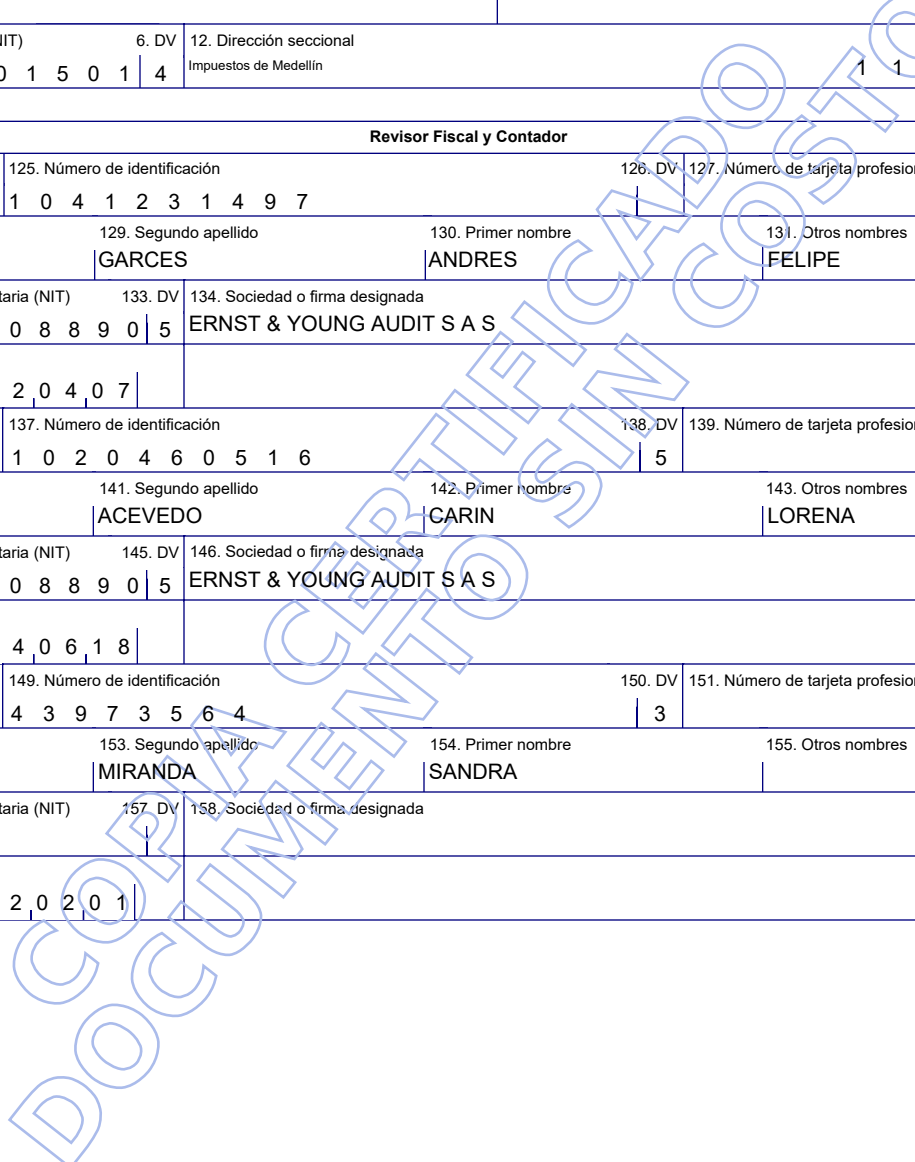 NIT) 6. DV 12. Dirección seccional
0 1 5 0 1 4 Impuestos de Medellín 1 1
Revisor Fiscal y Contador
125. Número de identificación 126. DV 127. Número de tarjeta profesion
1 0 4 1 2 3 1 4 9 7
129. Segundo apellido 130. Primer nombre 131. Otros nombres
GARCES ANDRES FELIPE
taria (NIT) 133. DV 134. Sociedad o firma designada
0 8 8 9 0 5 ERNST & YOUNG AUDIT S A S
2 0 4 0 7
137. Número de identificación 138. DV 139. Número de tarjeta profesion
1 0 2 0 4 6 0 5 1 6 5
141. Segundo apellido 142. Primer nombre 143. Otros nombres
ACEVEDO CARIN LORENA
taria (NIT) 145. DV 146. Sociedad o firma designada
0 8 8 9 0 5 ERNST & YOUNG AUDIT S A S
4 0 6 1 8
149. Número de identificación 150. DV 151. Número de tarjeta profesion
4 3 9 7 3 5 6 4 3
153. Segundo apellido 154. Primer nombre 155. Otros nombres
MIRANDA SANDRA
taria (NIT) 157. DV 158. Sociedad o firma designada
2 0 2 0 1
COPIA CERTIFICADO
DOCUMENTO SIN COSTO